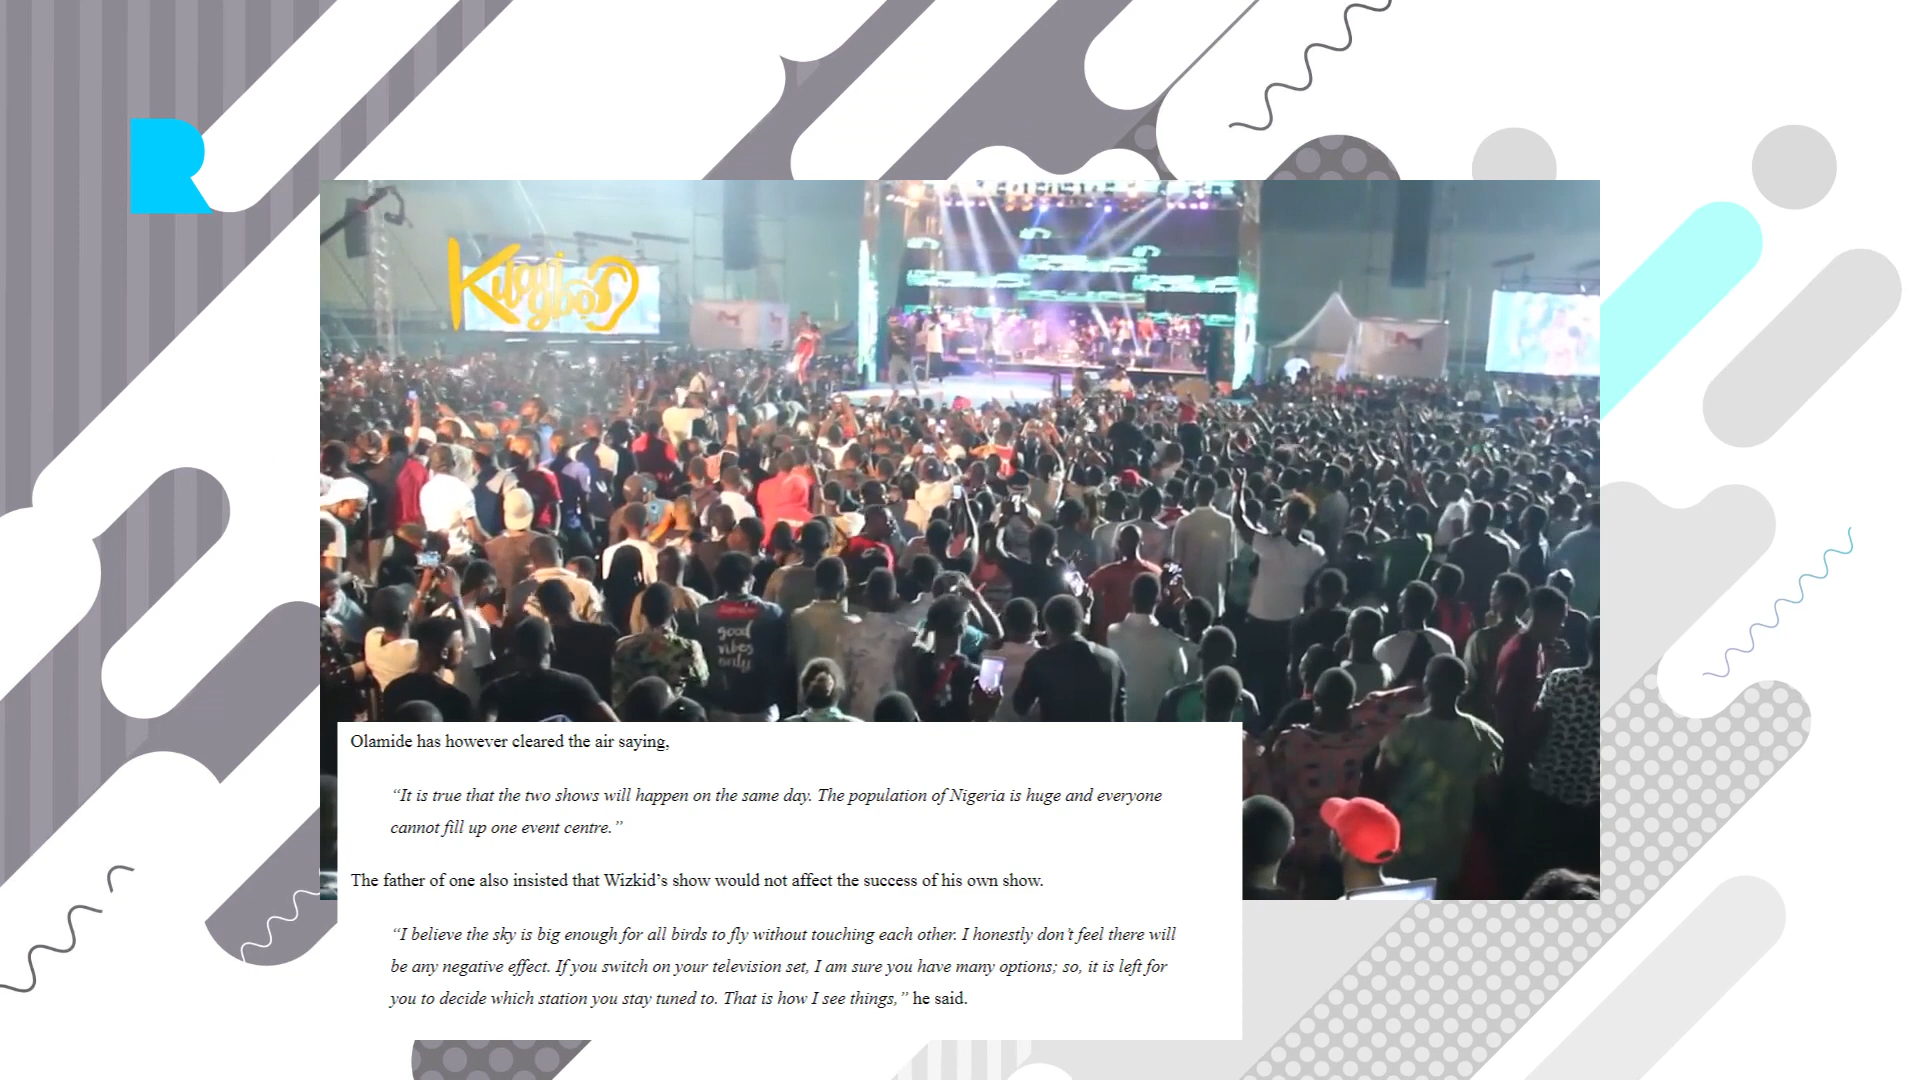 R
Kilagbi
gbos
good
vibes
only
Olamide has however cleared the air saying,
“It is true that the two shows will happen on the same day. The population of Nigeria is huge and everyone
cannot fill up one event centre.”
The father of one also insisted that Wizkid’s show would not affect the success of his own show.
“I believe the sky is big enough for all birds to fly without touching each other. I honestly don’t feel there will
be any negative effect. If you switch on your television set, I am sure you have many options; so, it is left for
you to decide which station you stay tuned to. That is how I see things,” he said.